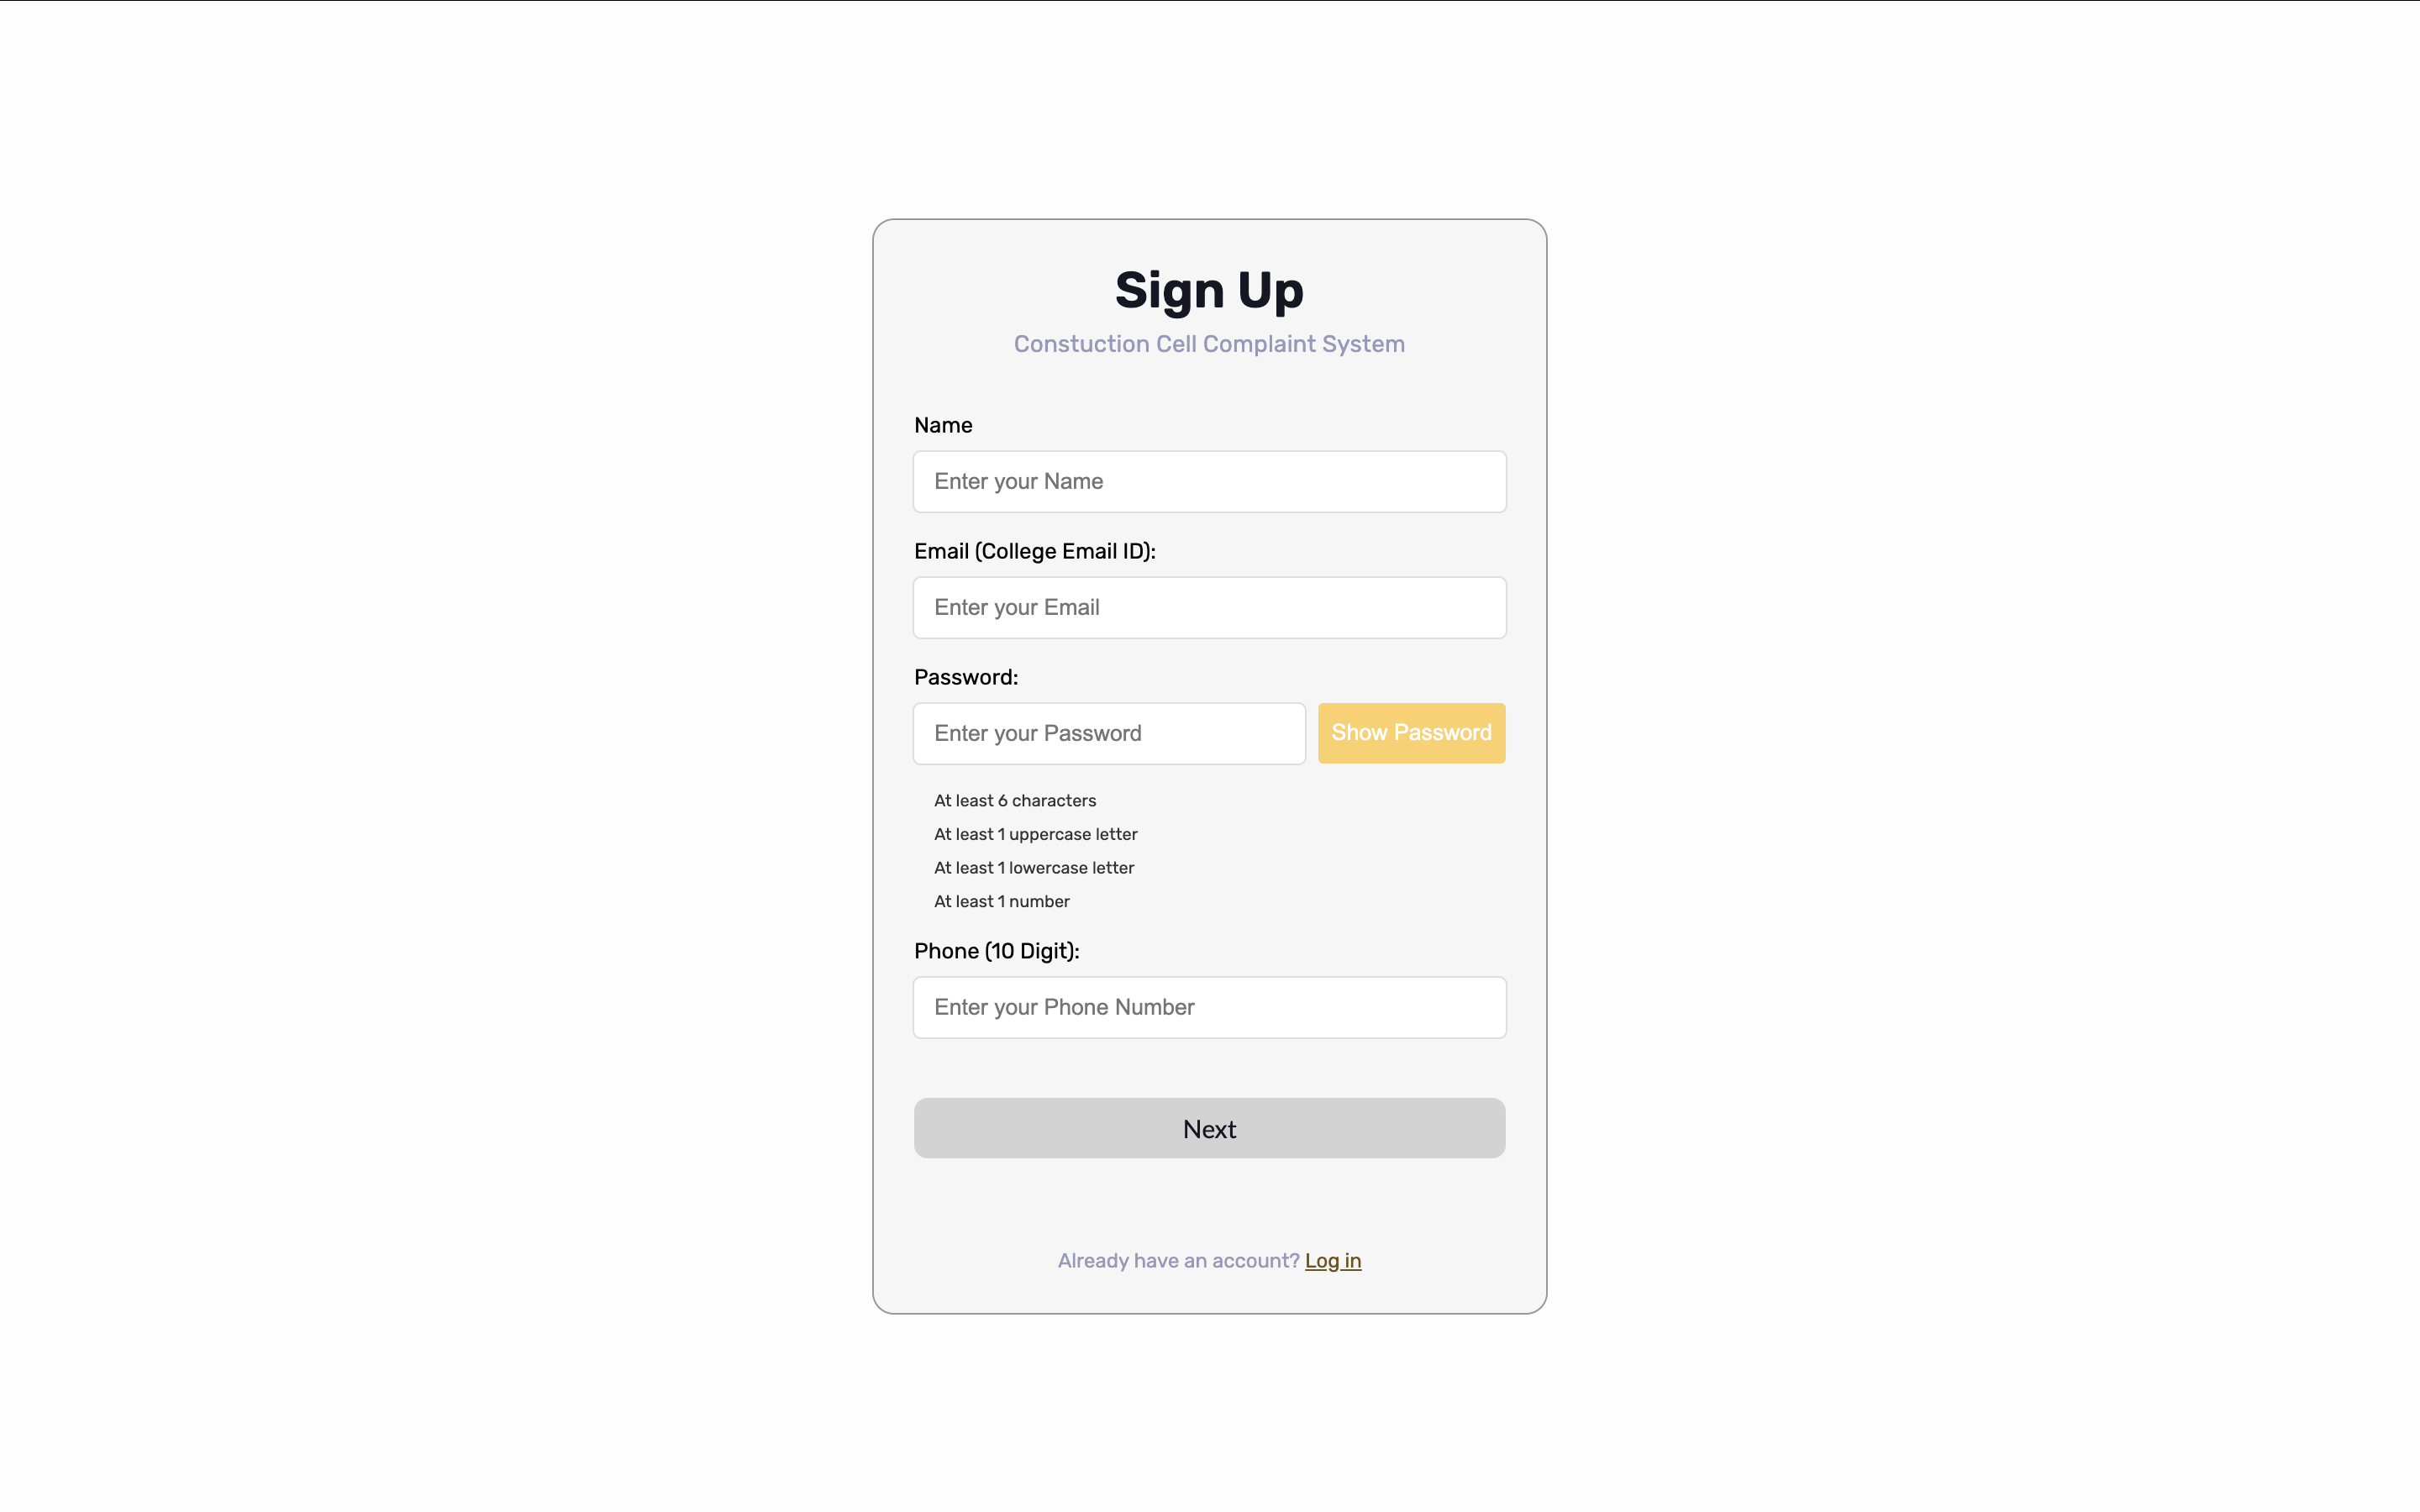 Sign Up
Constuction Cell Complaint System
Name
Enter your Name
Email (College Email ID):
Enter your Email
Password:
Enter your Password
Show Password
At least 6 characters
At least 1 uppercase letter
At least 1 lowercase letter
At least 1 number
Phone (10 Digit):
Enter your Phone Number
Next
Already have an account? Log in